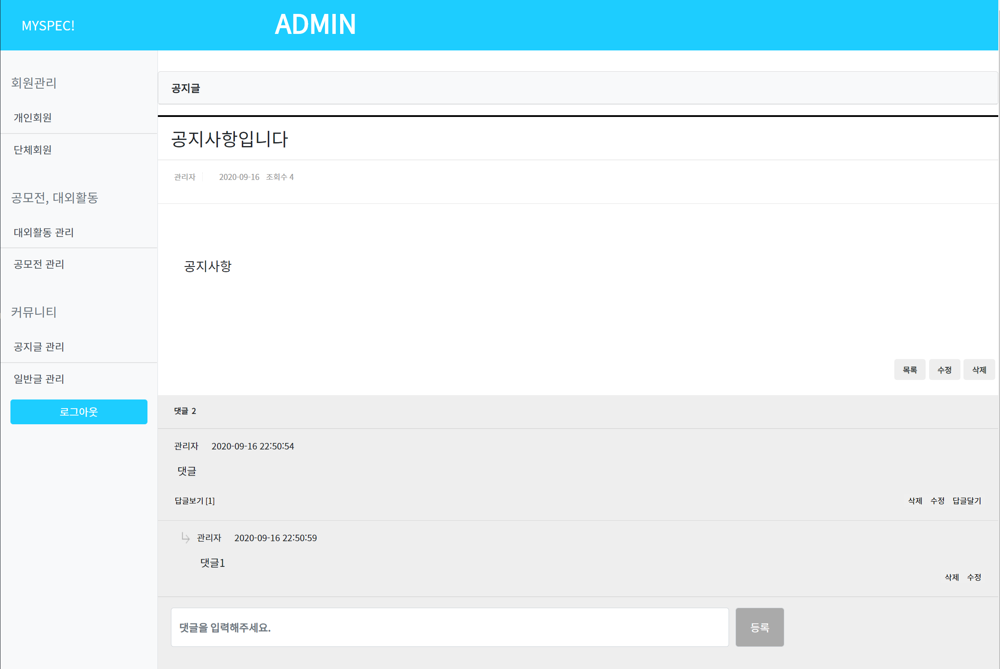 MYSPEC!
ADMIN
회원관리
개인회원
단체회원
공모전, 대외활동
대외활동 관리
공모전 관리
커뮤니티
공지글 관리
일반글 관리
로그아웃
공지글
공지사항입니다
관리자 2020-09-16 조회수 4
공지사항
목록 수정 삭제
댓글 2
관리자 2020-09-16 22:50:54
댓글
답글보기 [1] 삭제 수정 답글달기
관리자 2020-09-16 22:50:59
댓글1
삭제 수정
댓글을 입력해주세요. 등록